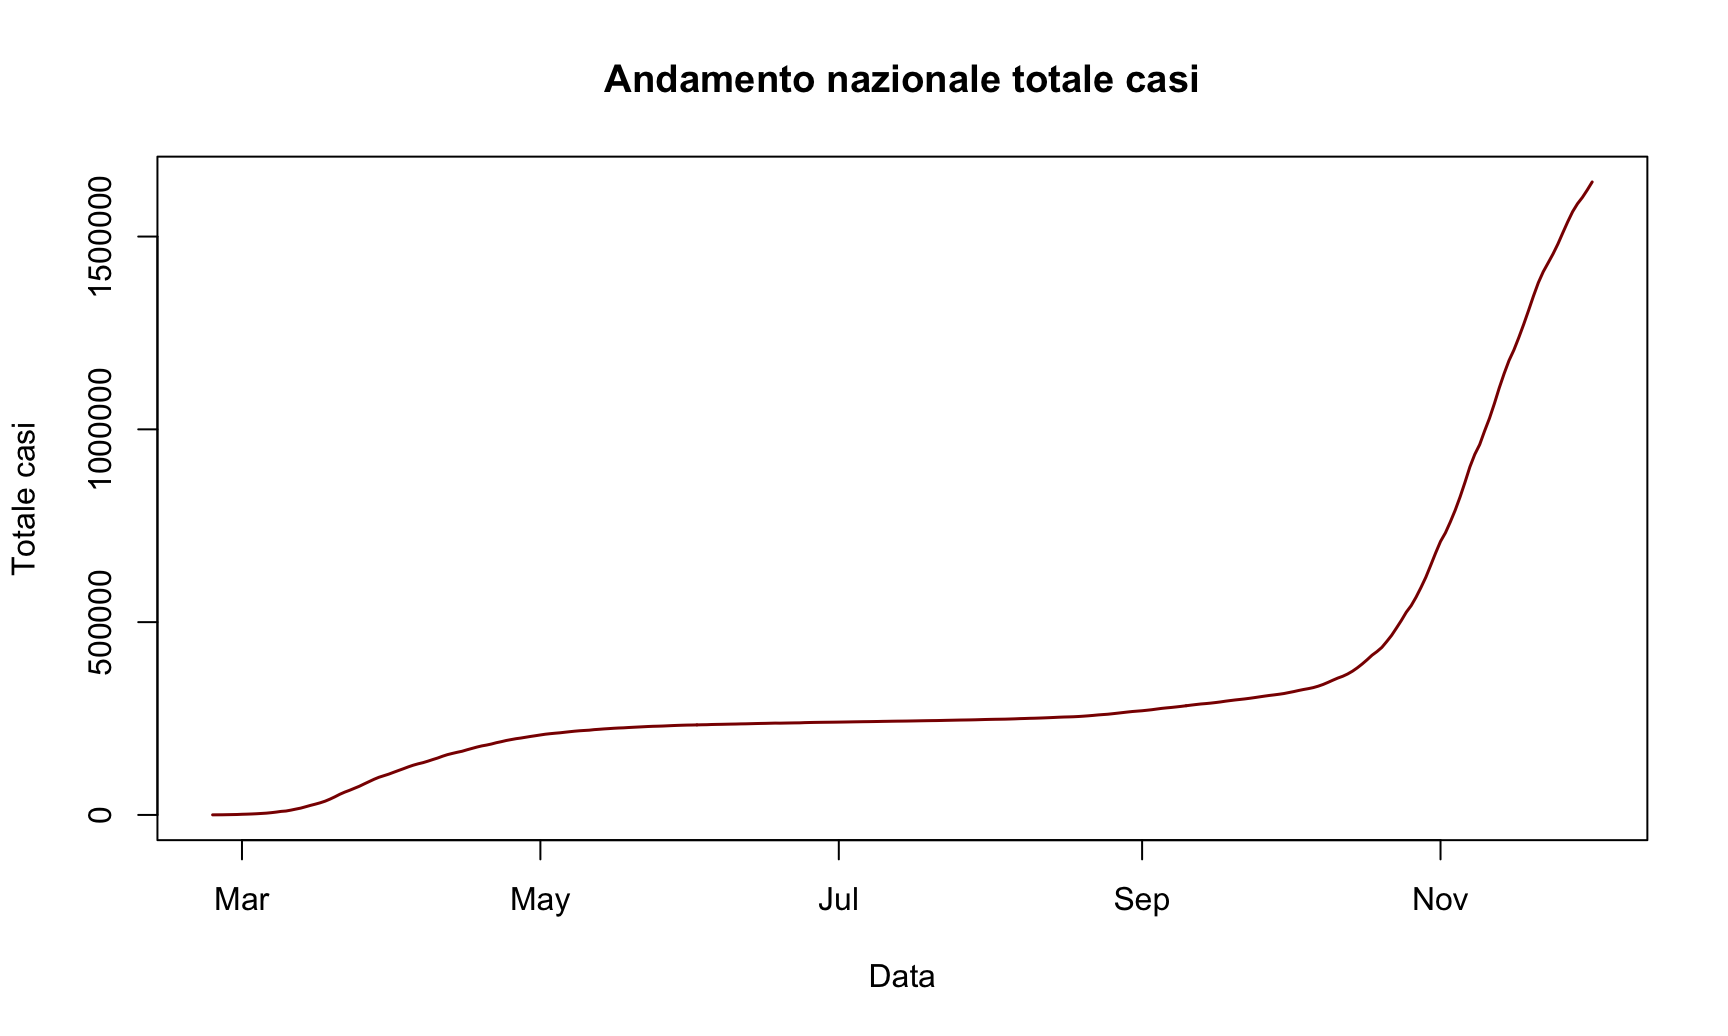 Andamento nazionale totale casi
Totale casi
1500000
1000000
500000
0
Mar May Jul Sep Nov
Data